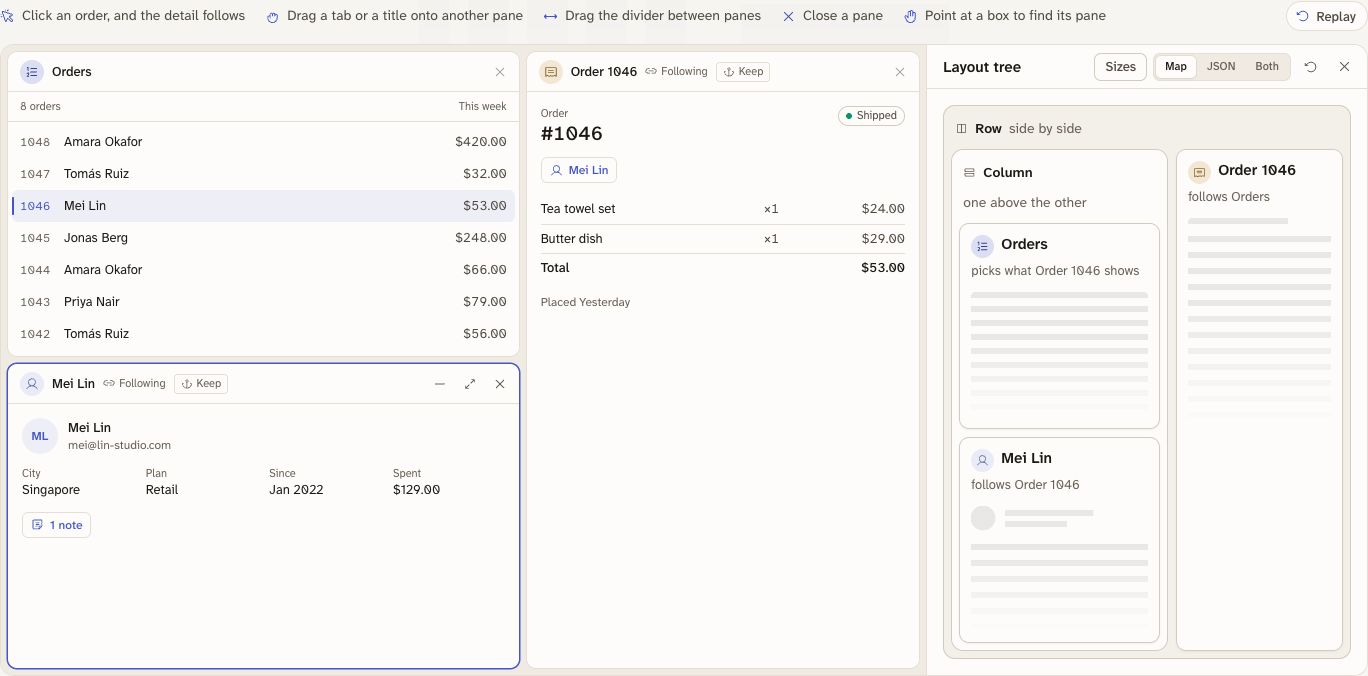 Click an order, and the detail follows
Drag a tab or a title onto another pane
Drag the divider between panes
Close a pane
Point at a box to find its pane
Replay
Orders
8 orders This week
1048 Amara Okafor $420.00
1047 Tomás Ruiz $32.00
1046 Mei Lin $53.00
1045 Jonas Berg $248.00
1044 Amara Okafor $66.00
1043 Priya Nair $79.00
1042 Tomás Ruiz $56.00
Mei Lin Following Keep
ML
Mei Lin
mei@lin-studio.com
City Plan Since Spent
Singapore Retail Jan 2022 $129.00
1 note
Order 1046 Following Keep
Order
#1046
Shipped
Mei Lin
Tea towel set ×1 $24.00
Butter dish ×1 $29.00
Total $53.00
Placed Yesterday
Layout tree
Sizes
Map JSON Both
Row side by side
Column
one above the other
Orders
picks what Order 1046 shows
Mei Lin
follows Order 1046
Order 1046
follows Orders